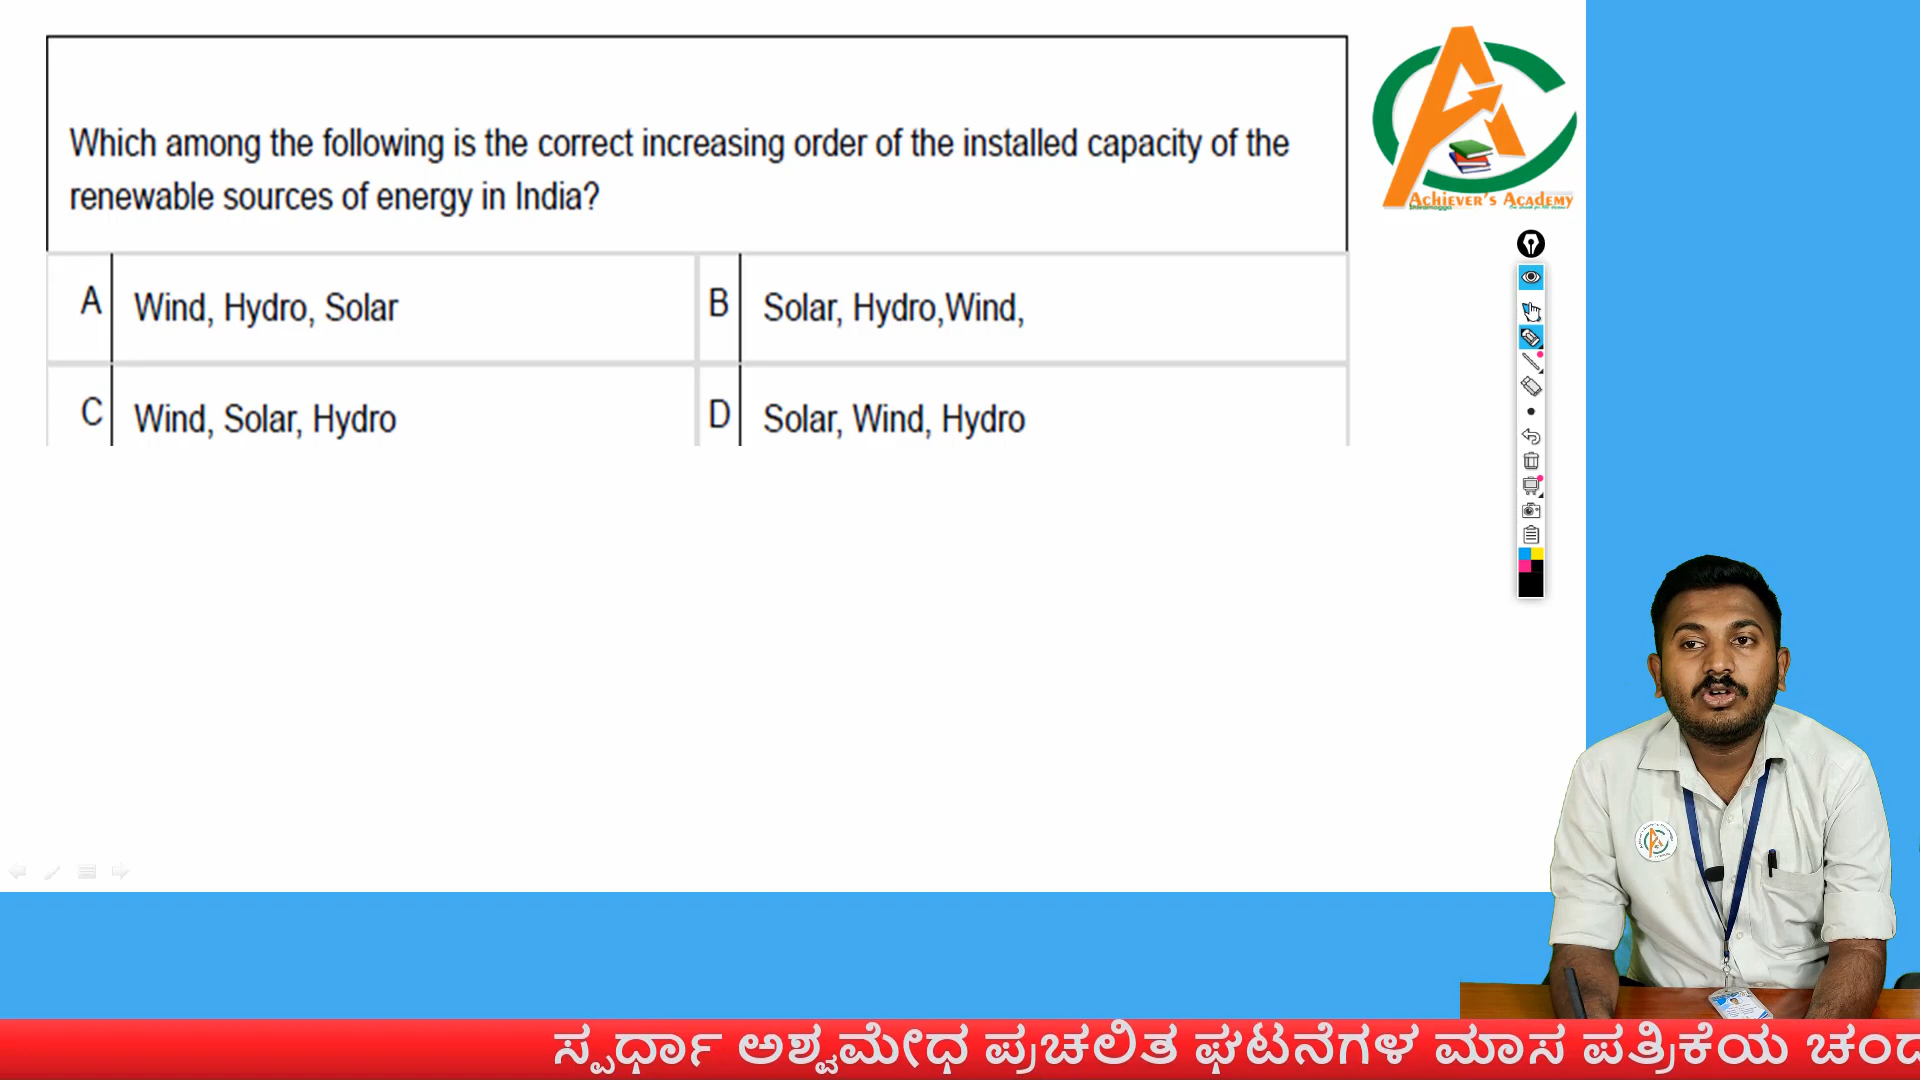 Which among the following is the correct increasing order of the installed capacity of the
renewable sources of energy in India?
A Wind, Hydro, Solar
B Solar, Hydro,Wind,
C Wind, Solar, Hydro
D Solar, Wind, Hydro
ACHIEVER'S ACADEMY
ಸ್ಪರ್ಧಾ ಅಶ್ವಮೇಧ ಪ್ರಚಲಿತ ಘಟನೆಗಳ ಮಾಸ ಪತ್ರಿಕೆಯ